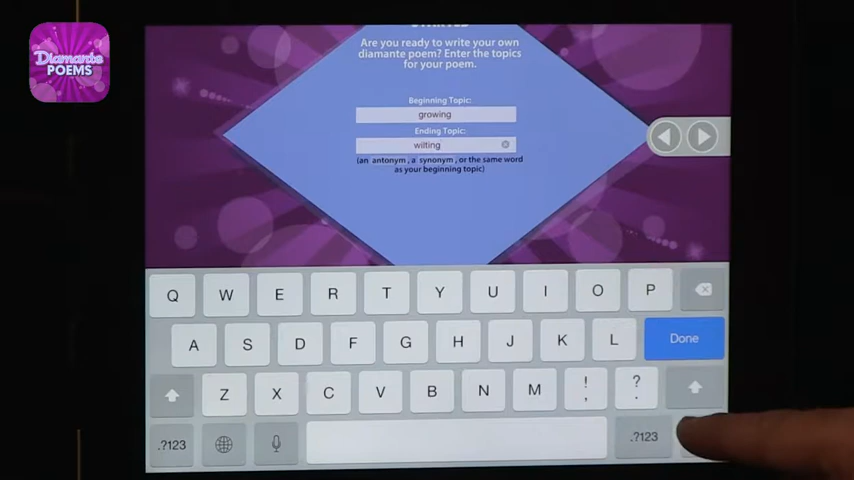 Diamante
POEMS
STARTED
Are you ready to write your own
diamante poem? Enter the topics
for your poem.
Beginning Topic:
growing
Ending Topic:
wilting
(an antonym, a synonym, or the same word
as your beginning topic)
Q W E R T Y U I O P
A S D F G H J K L Done
Z X C V B N M ! , ? .
.?123 .?123